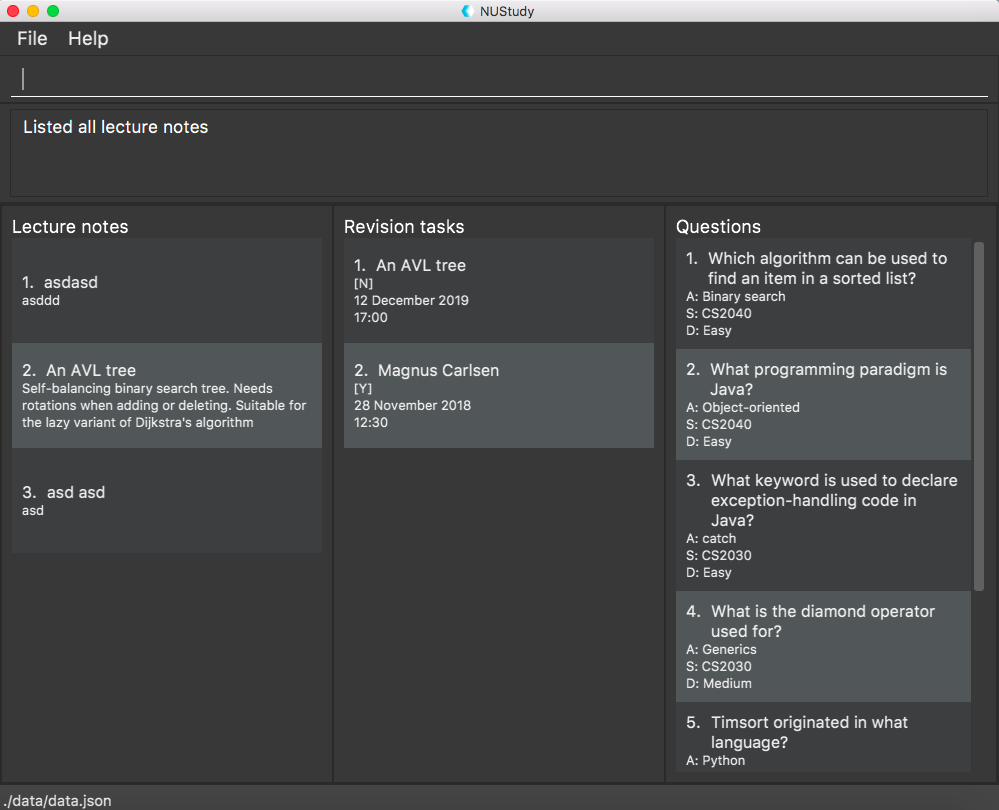 NUStudy
File Help
Listed all lecture notes
Lecture notes
1. asdasd
asddd
2. An AVL tree
Self-balancing binary search tree. Needs
rotations when adding or deleting. Suitable for
the lazy variant of Dijkstra's algorithm
3. asd asd
asd
Revision tasks
1. An AVL tree
[N]
12 December 2019
17:00
2. Magnus Carlsen
[Y]
28 November 2018
12:30
Questions
1. Which algorithm can be used to
find an item in a sorted list?
A: Binary search
S: CS2040
D: Easy
2. What programming paradigm is
Java?
A: Object-oriented
S: CS2040
D: Easy
3. What keyword is used to declare
exception-handling code in
Java?
A: catch
S: CS2030
D: Easy
4. What is the diamond operator
used for?
A: Generics
S: CS2030
D: Medium
5. Timsort originated in what
language?
A: Python
./data/data.json